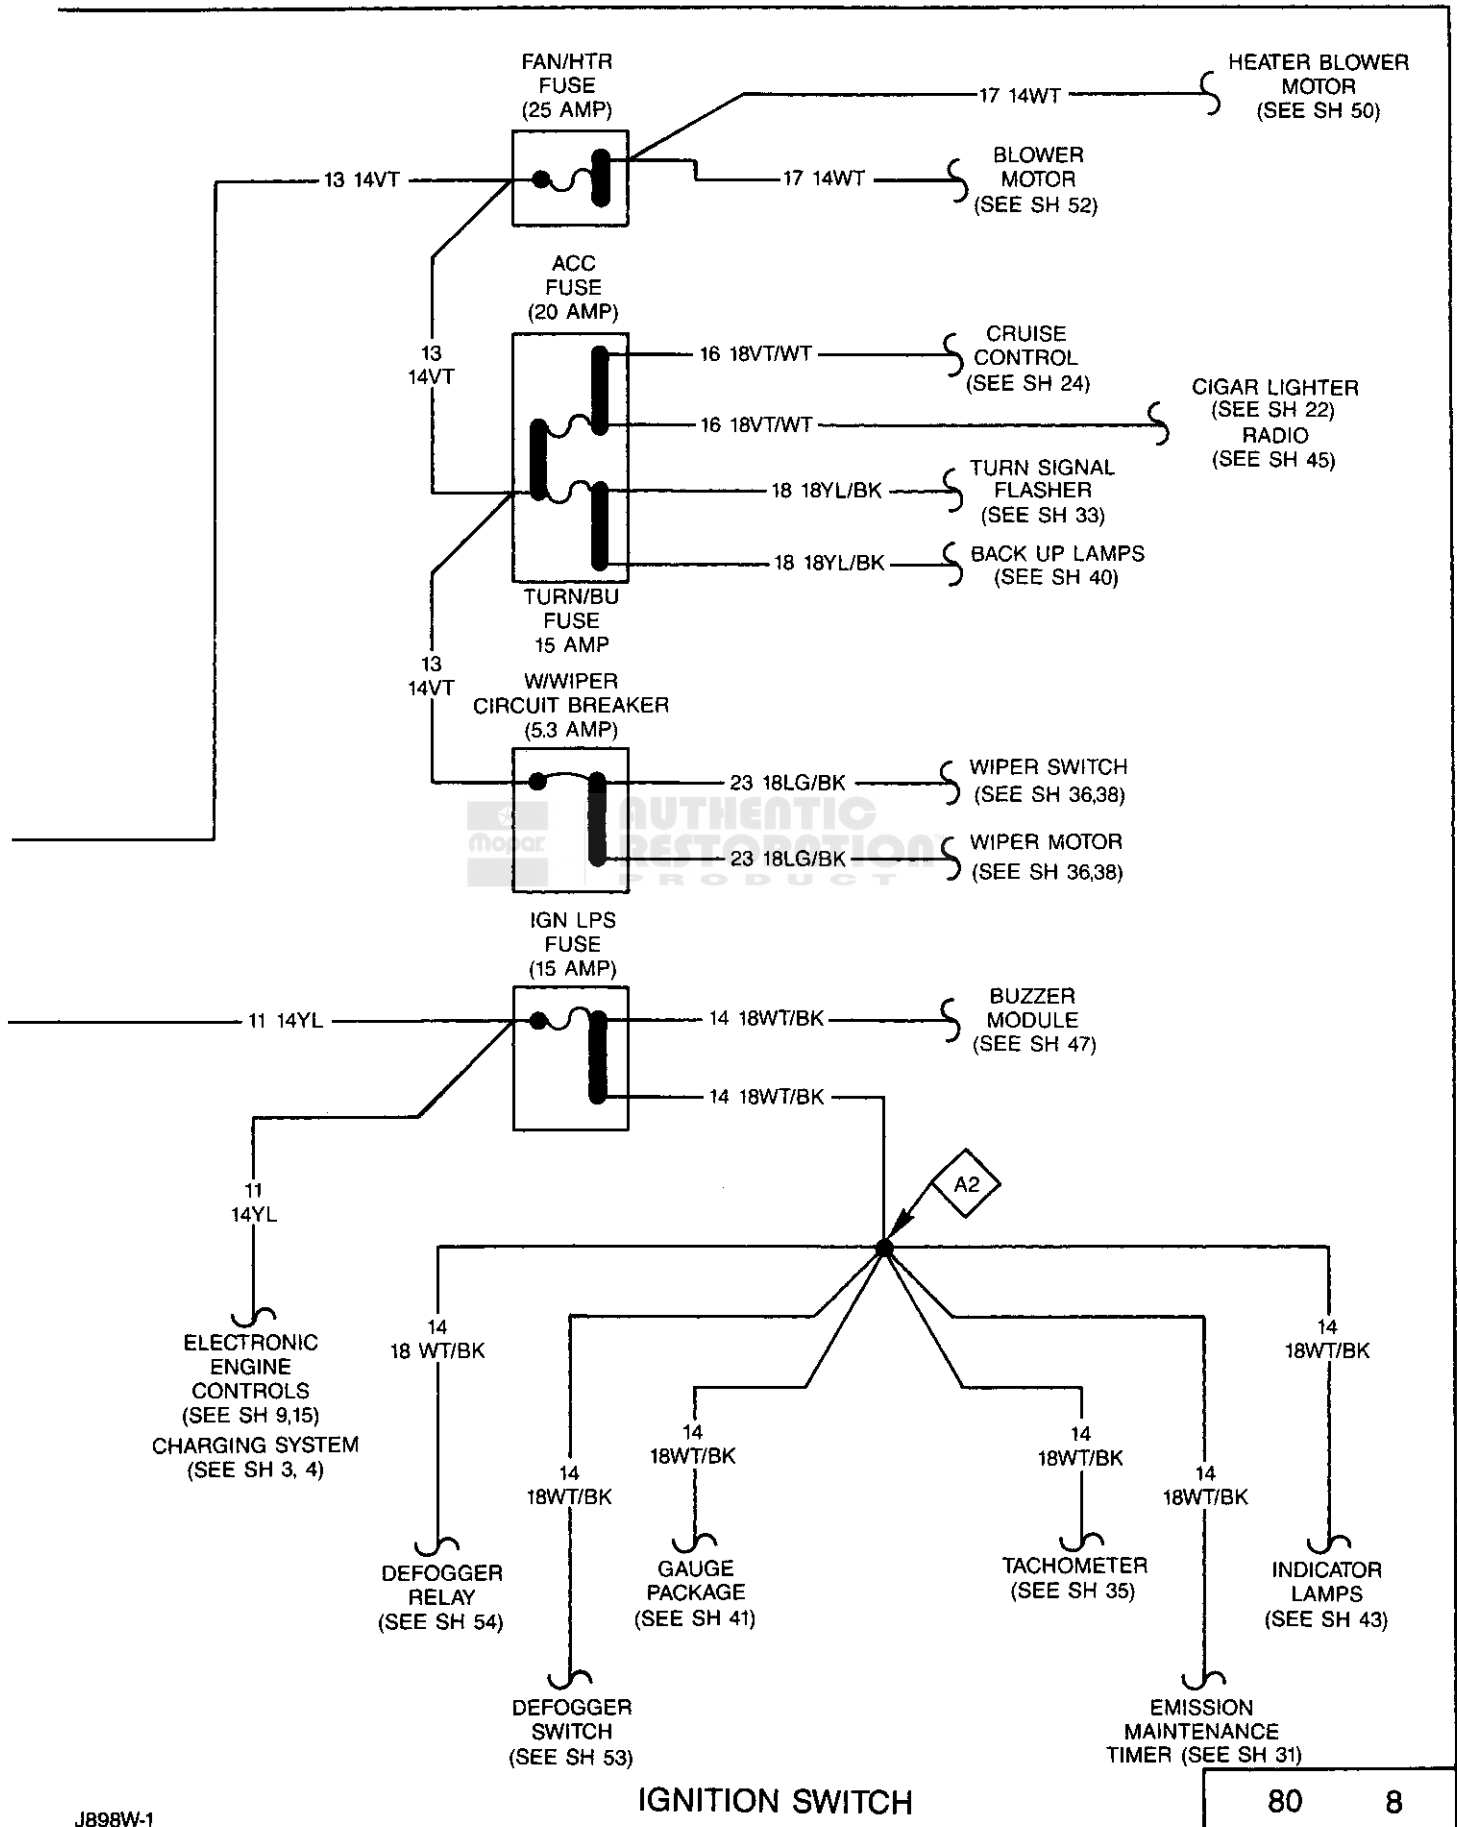 FAN/HTR
FUSE
(25 AMP)
HEATER BLOWER
MOTOR
(SEE SH 50)
17 14WT
BLOWER
MOTOR
(SEE SH 52)
13 14VT
17 14WT
ACC
FUSE
(20 AMP)
13
14VT
16 18VT/WT
CRUISE
CONTROL
(SEE SH 24)
16 18VT/WT
CIGAR LIGHTER
(SEE SH 22)
RADIO
(SEE SH 45)
18 18YL/BK
TURN SIGNAL
FLASHER
(SEE SH 33)
18 18YL/BK
BACK UP LAMPS
(SEE SH 40)
TURN/BU
FUSE
15 AMP
13
14VT
W/WIPER
CIRCUIT BREAKER
(5.3 AMP)
23 18LG/BK
WIPER SWITCH
(SEE SH 36,38)
23 18LG/BK
WIPER MOTOR
(SEE SH 36,38)
Mopar
AUTHENTIC
RESTORATION
PRODUCT
IGN LPS
FUSE
(15 AMP)
11 14YL
14 18WT/BK
BUZZER
MODULE
(SEE SH 47)
14 18WT/BK
A2
11
14YL
ELECTRONIC
ENGINE
CONTROLS
(SEE SH 9,15)
CHARGING SYSTEM
(SEE SH 3, 4)
14
18 WT/BK
14
18WT/BK
14
18WT/BK
14
18WT/BK
14
18WT/BK
14
18WT/BK
DEFOGGER
RELAY
(SEE SH 54)
GAUGE
PACKAGE
(SEE SH 41)
TACHOMETER
(SEE SH 35)
INDICATOR
LAMPS
(SEE SH 43)
DEFOGGER
SWITCH
(SEE SH 53)
EMISSION
MAINTENANCE
TIMER (SEE SH 31)
J898W-1
IGNITION SWITCH
80 8